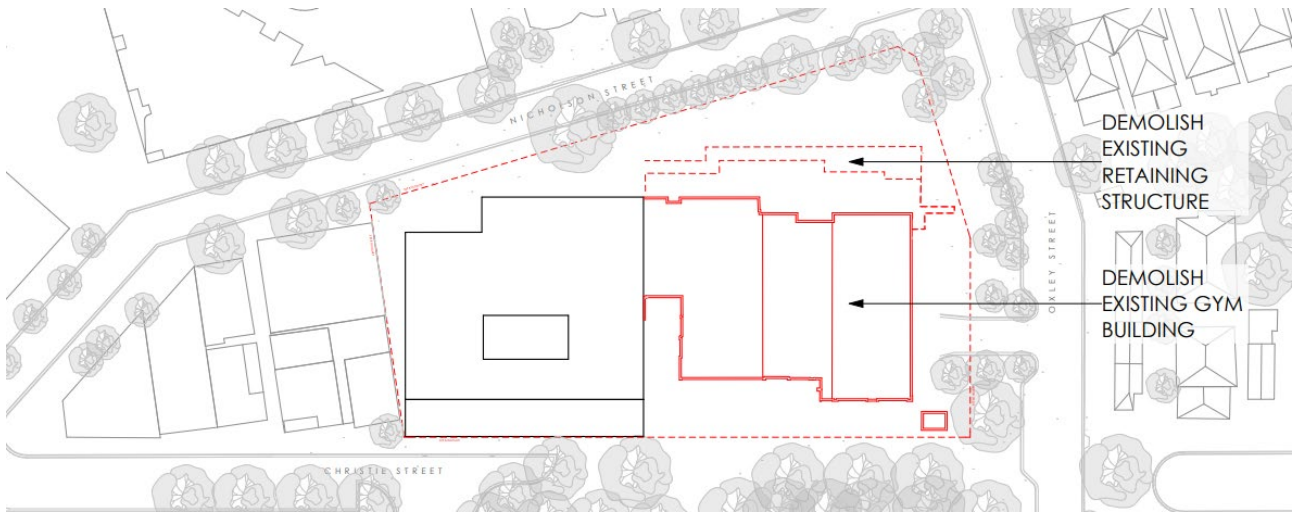 NICHOLSON STREET
DEMOLISH
EXISTING
RETAINING
STRUCTURE
OXLEY STREET
DEMOLISH
EXISTING GYM
BUILDING
CHRISTIE STREET